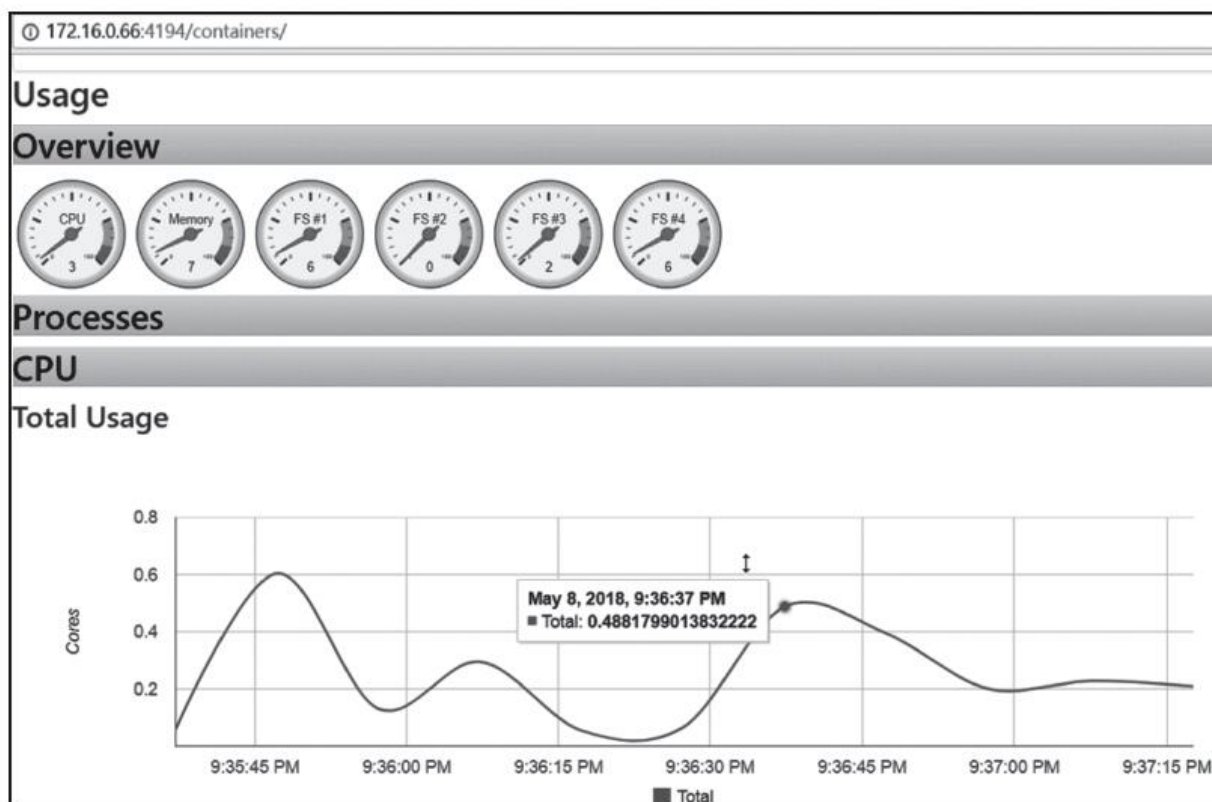 172.16.0.66:4194/containers/
Usage
Overview
CPU Memory FS #1 FS #2 FS #3 FS #4
3 7 6 0 2 6
Processes
CPU
Total Usage
0.8
0.6
0.4
0.2
Cores
May 8, 2018, 9:36:37 PM
Total: 0.4881799013832222
9:35:45 PM 9:36:00 PM 9:36:15 PM 9:36:30 PM 9:36:45 PM 9:37:00 PM 9:37:15 PM
Total